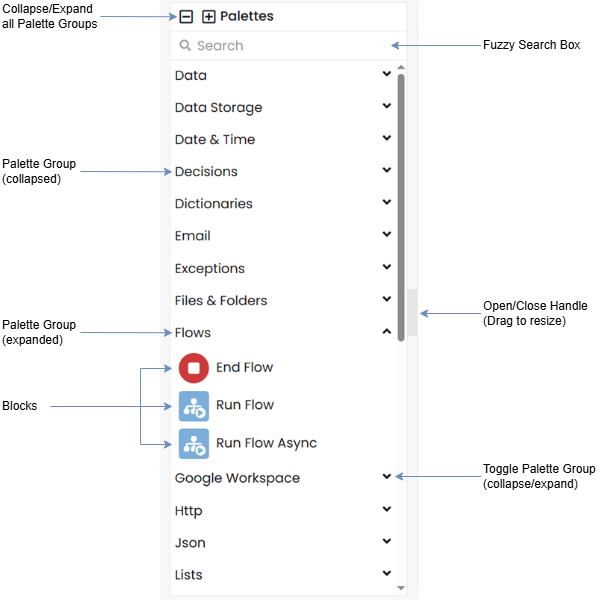 Collapse/Expand
all Palette Groups
Palettes
Search
Fuzzy Search Box
Data
Data Storage
Date & Time
Palette Group
(collapsed)
Decisions
Dictionaries
Email
Exceptions
Files & Folders
Open/Close Handle
(Drag to resize)
Palette Group
(expanded)
Flows
End Flow
Blocks
Run Flow
Run Flow Async
Google Workspace
Toggle Palette Group
(collapse/expand)
Http
Json
Lists